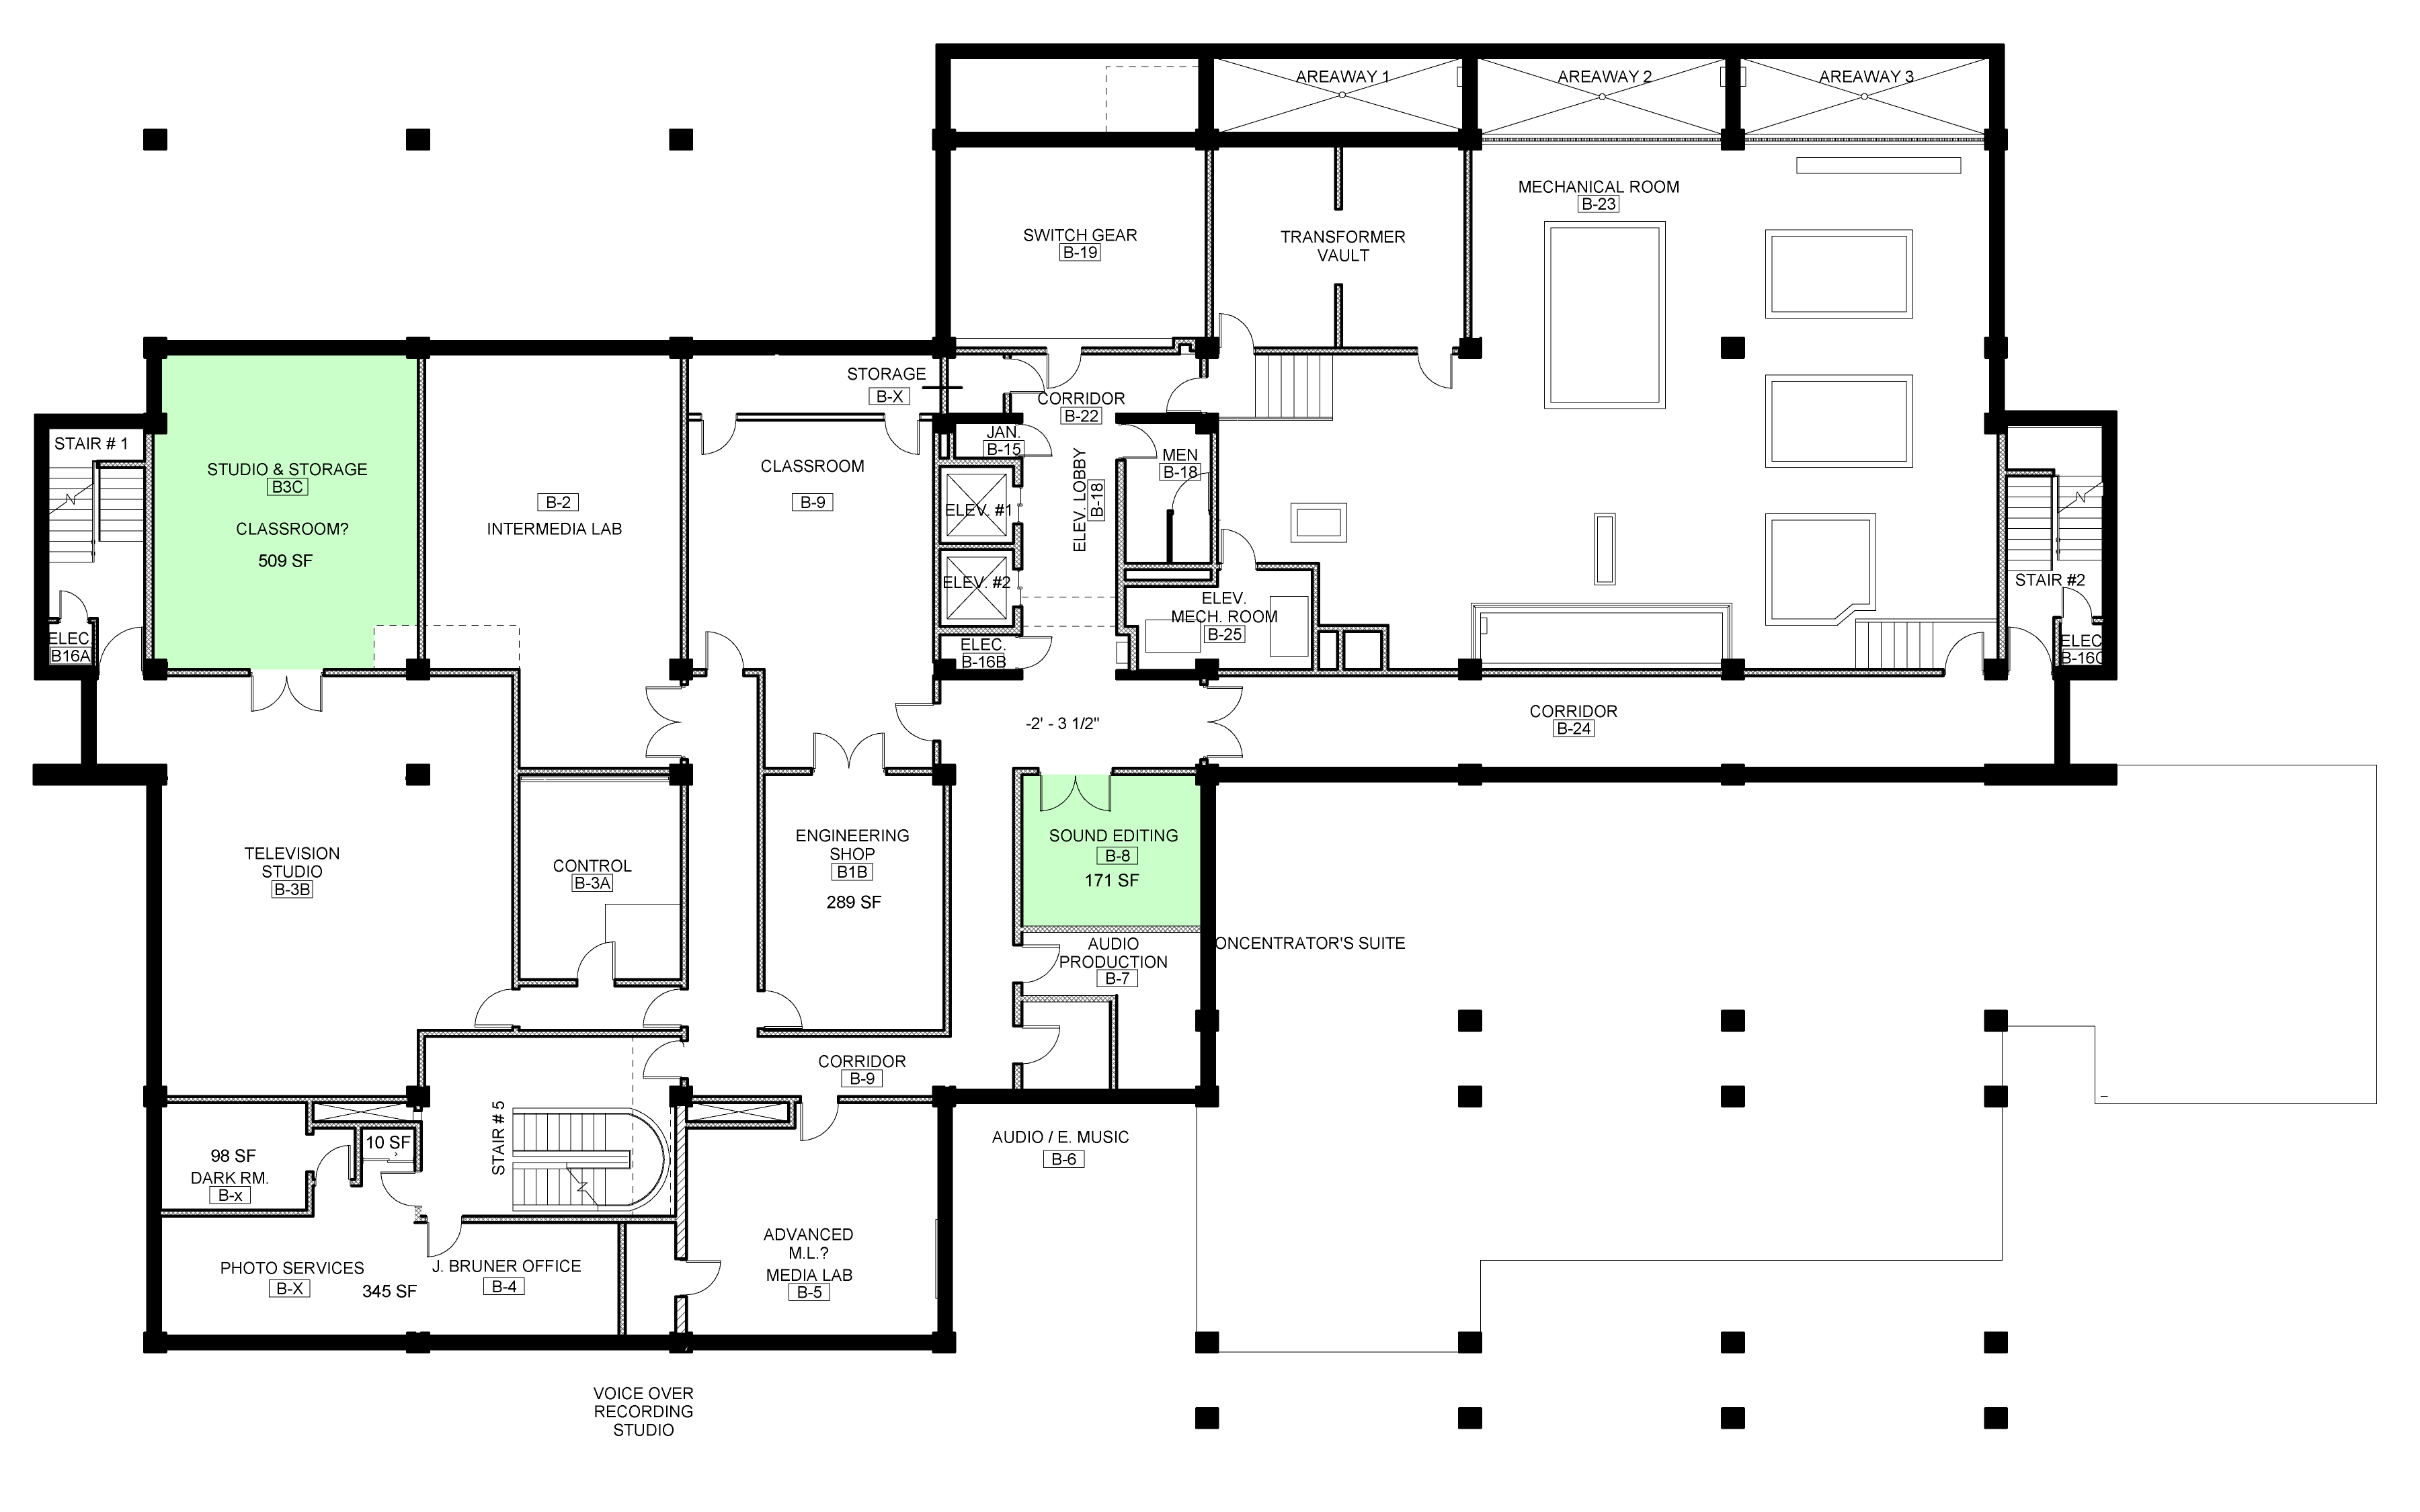 AREAWAY 1
AREAWAY 2
AREAWAY 3
MECHANICAL ROOM
B-23
SWITCH GEAR
B-19
TRANSFORMER
VAULT
STORAGE
B-X
CORRIDOR
B-22
STAIR # 1
STUDIO & STORAGE
B3C
CLASSROOM?
509 SF
B-2
INTERMEDIA LAB
CLASSROOM
B-9
JAN.
B-15
ELEV. #1
ELEV. #2
ELEV. LOBBY
B-18
MEN
B-18
ELEV.
MECH. ROOM
B-25
ELEC.
B-16B
ELEC
B16A
STAIR #2
ELEC
B-16C
-2' - 3 1/2"
CORRIDOR
B-24
TELEVISION
STUDIO
B-3B
CONTROL
B-3A
ENGINEERING
SHOP
B1B
289 SF
SOUND EDITING
B-8
171 SF
AUDIO
PRODUCTION
B-7
ONCENTRATOR'S SUITE
CORRIDOR
B-9
STAIR # 5
10 SF
98 SF
DARK RM.
B-x
AUDIO / E. MUSIC
B-6
PHOTO SERVICES
B-X
345 SF
J. BRUNER OFFICE
B-4
ADVANCED
M.L.?
MEDIA LAB
B-5
VOICE OVER
RECORDING
STUDIO